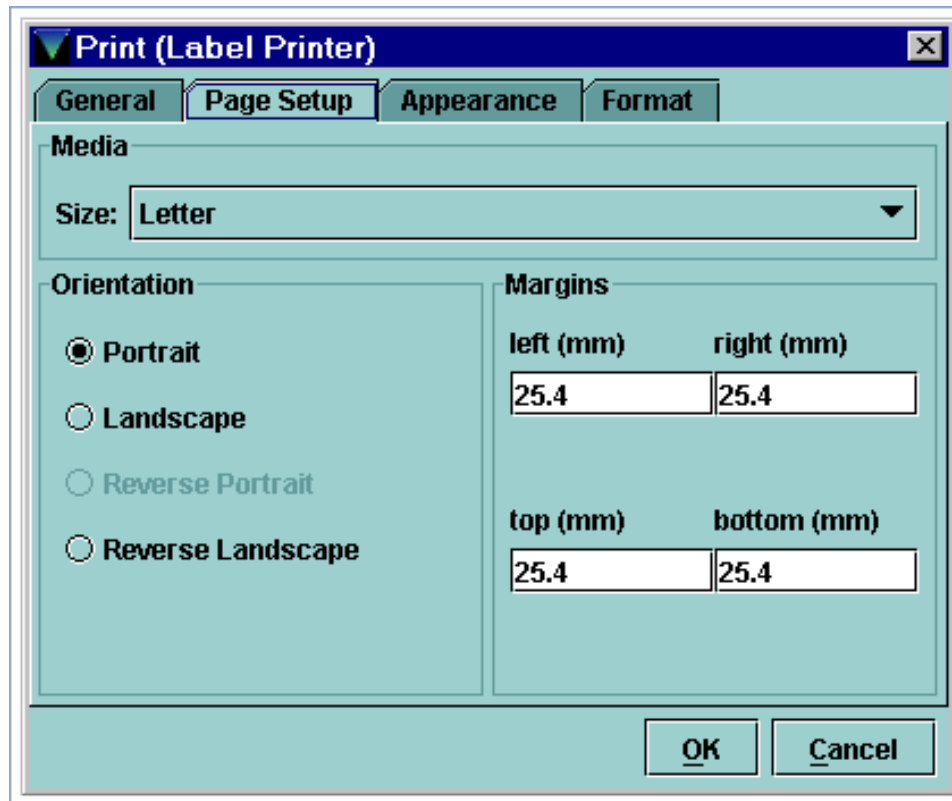 Print (Label Printer)
General Page Setup Appearance Format
Media
Size: Letter
Orientation
Portrait
Landscape
Reverse Portrait
Reverse Landscape
Margins
left (mm) right (mm)
25.4 25.4
top (mm) bottom (mm)
25.4 25.4
OK Cancel